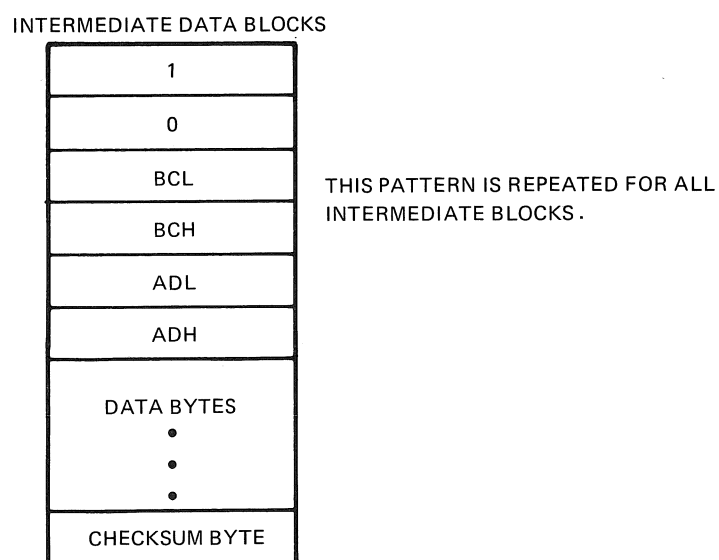 INTERMEDIATE DATA BLOCKS
1
0
BCL
BCH
ADL
ADH
DATA BYTES
CHECKSUM BYTE
THIS PATTERN IS REPEATED FOR ALL
INTERMEDIATE BLOCKS.